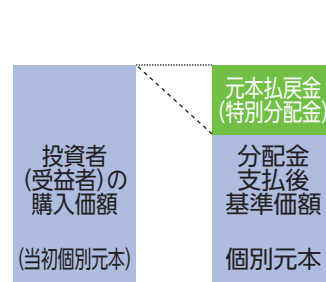 投資者
(受益者)の
購入価額
(当初個別元本)
元本払戻金
(特別分配金)
分配金
支払後
基準価額
個別元本